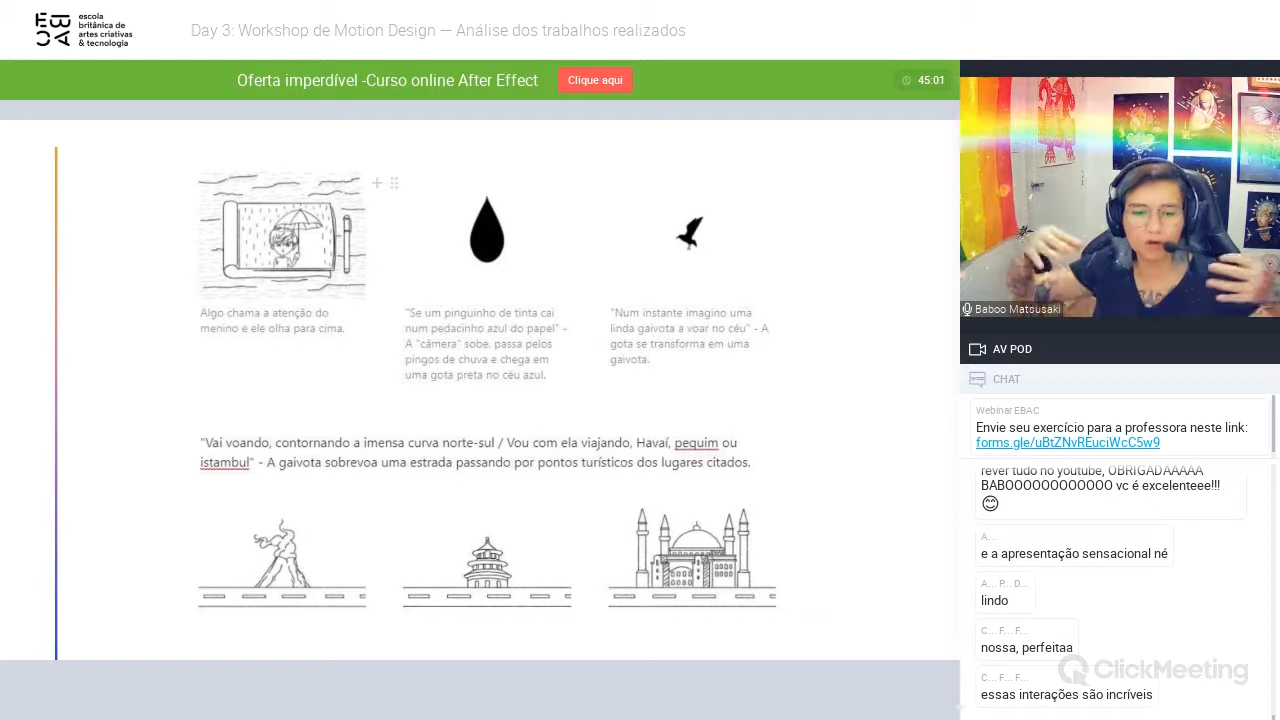 EBAC
escola
britânica de
artes criativas
& tecnologia
Day 3: Workshop de Motion Design — Análise dos trabalhos realizados
Oferta imperdível -Curso online After Effect
Clique aqui
45:01
Algo chama a atenção do
menino e ele olha para cima.
"Se um pinguinho de tinta cai
num pedacinho azul do papel" -
A "câmera" sobe, passa pelos
pingos de chuva e chega em
uma gota preta no céu azul.
"Num instante imagino uma
linda gaivota a voar no céu" - A
gota se transforma em uma
gaivota.
"Vai voando, contornando a imensa curva norte-sul / Vou com ela viajando, Havaí, pequim ou
istambul" - A gaivota sobrevoa uma estrada passando por pontos turísticos dos lugares citados.
Baboo Matsusaki
AV POD
CHAT
Webinar EBAC
Envie seu exercício para a professora neste link:
forms.gle/uBtZNvREuciWcC5w9
rever tudo no youtube, OBRIGADAAAAA
BABOOOOOOOOOOO vc é excelenteee!!!
A...
e a apresentação sensacional né
A... P... D...
lindo
C... F... F...
nossa, perfeitaa
C... F... F...
essas interações são incríveis
ClickMeeting